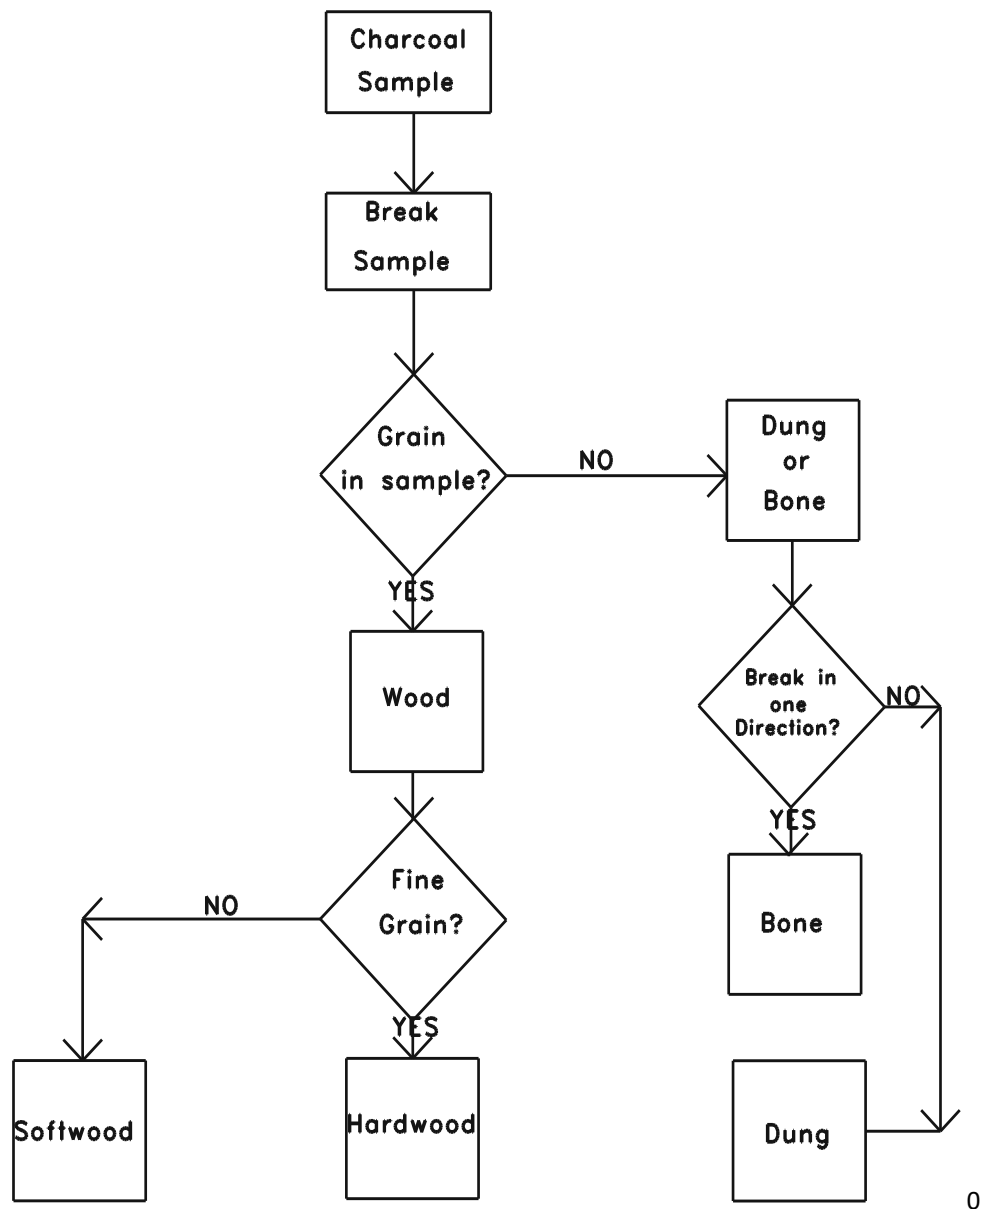 Charcoal
Sample
Break
Sample
Grain
in sample?
NO
Dung
or
Bone
YES
Wood
Break in
one
Direction?
NO
YES
Bone
Fine
Grain?
NO
YES
Softwood
Hardwood
Dung
0